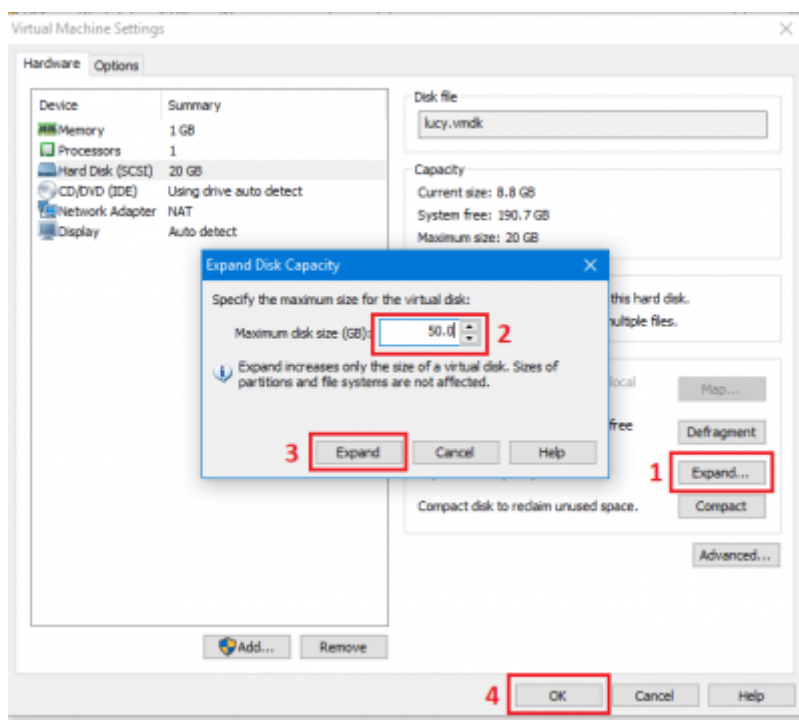 Virtual Machine Settings
Hardware Options
Device Summary
Memory 1 GB
Processors 1
Hard Disk (SCSI) 20 GB
CD/DVD (IDE) Using drive auto detect
Network Adapter NAT
Display Auto detect
Add... Remove
Disk file
lucy.vmdk
Capacity
Current size: 8.8 GB
System free: 190.7 GB
Maximum size: 20 GB
this hard disk.
multiple files.
local
Map...
free
Defragment
1 Expand...
Compact disk to reclaim unused space. Compact
Advanced...
Expand Disk Capacity
Specify the maximum size for the virtual disk:
Maximum disk size (GB): 50.0 2
Expand increases only the size of a virtual disk. Sizes of
partitions and file systems are not affected.
3 Expand Cancel Help
4 OK Cancel Help